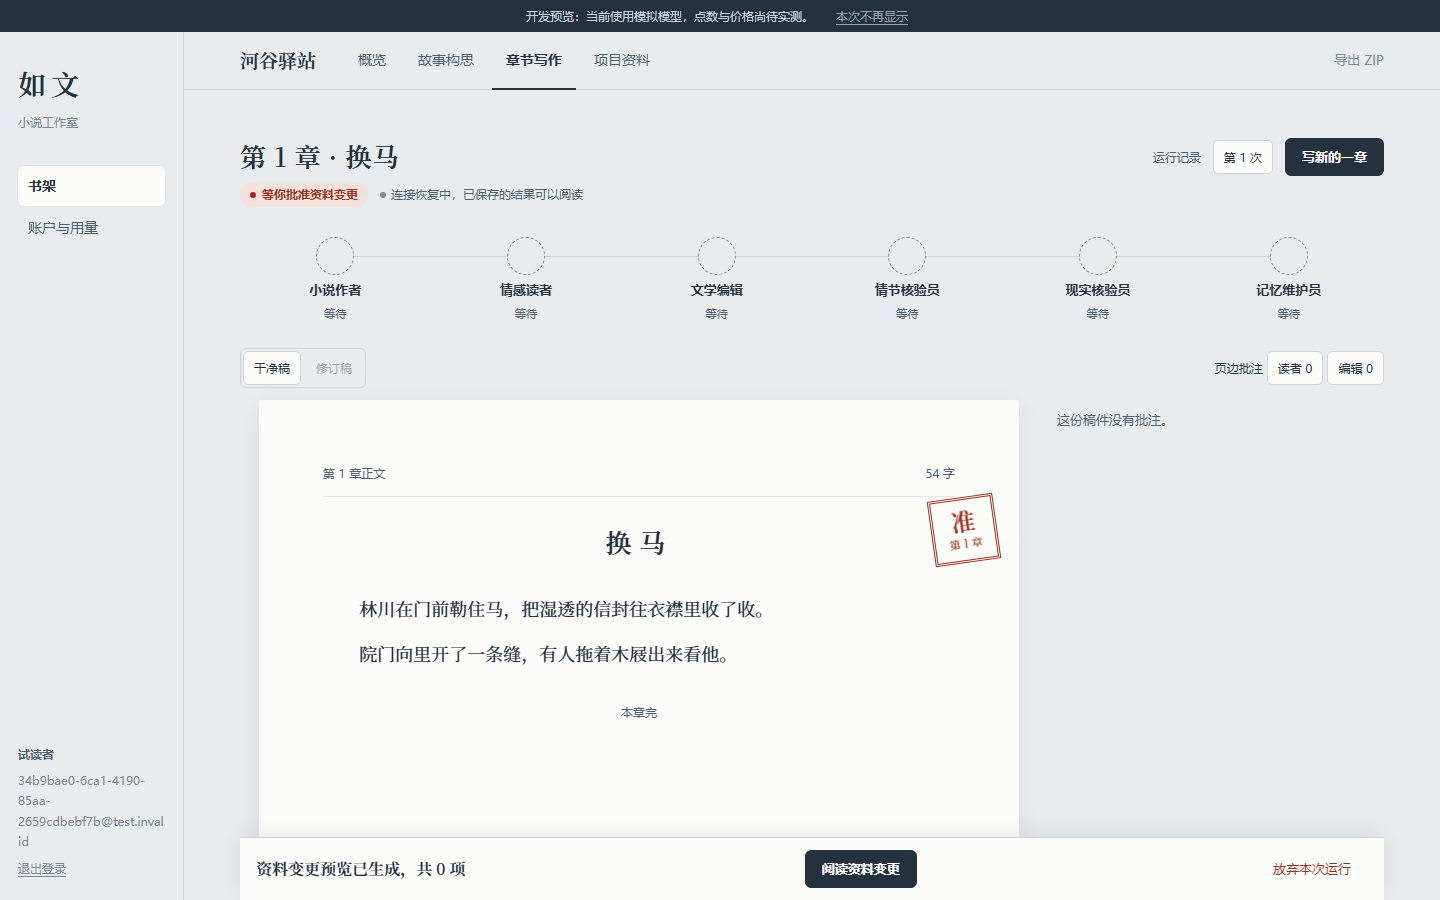 开发预览：当前使用模拟模型，点数与价格尚待实测。 本次不再显示
如文
小说工作室
书架
账户与用量
试读者
34b9bae0-6ca1-4190-
85aa-
2659cdbebf7b@test.inval
id
退出登录
河谷驿站 概览 故事构思 章节写作 项目资料 导出 ZIP
第 1 章 · 换马
运行记录 第 1 次 写新的一章
等你批准资料变更 连接恢复中，已保存的结果可以阅读
小说作者 情感读者 文学编辑 情节核验员 现实核验员 记忆维护员
等待 等待 等待 等待 等待 等待
干净稿 修订稿
页边批注 读者 0 编辑 0
第 1 章正文 54 字
准
第 1 章
换马
林川在门前勒住马，把湿透的信封往衣襟里收了收。
院门向里开了一条缝，有人拖着木屐出来看他。
本章完
这份稿件没有批注。
资料变更预览已生成，共 0 项 阅读资料变更 放弃本次运行